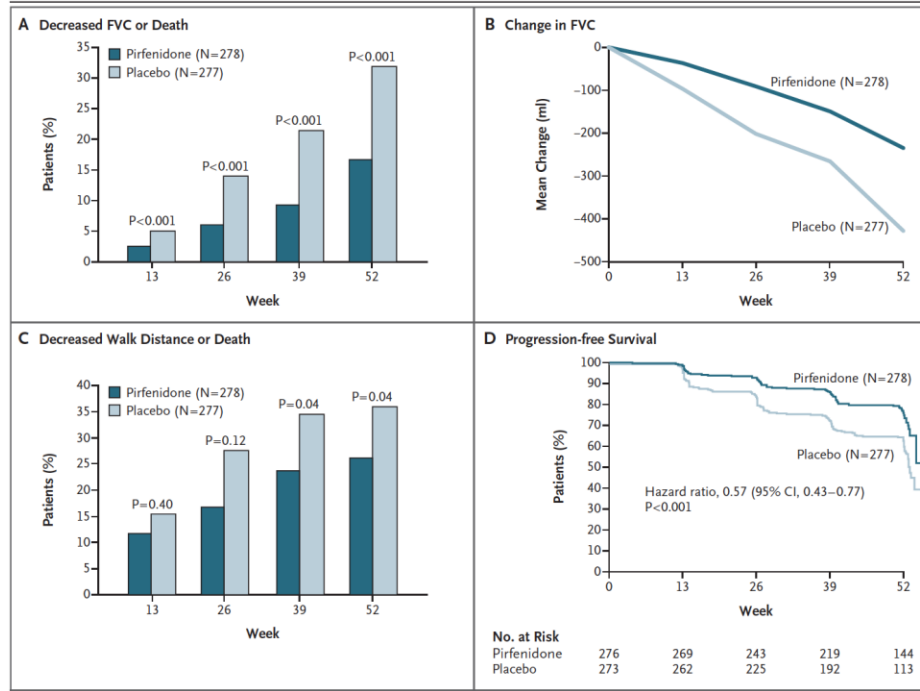 A Decreased FVC or Death
Pirfenidone (N=278)
Placebo (N=277)
Patients (%)
35
30
25
20
15
10
5
0
P<0.001
P<0.001
P<0.001
P<0.001
13 26 39 52
Week
B Change in FVC
Mean Change (ml)
0
−100
−200
−300
−400
−500
Pirfenidone (N=278)
Placebo (N=277)
0 13 26 39 52
Week
C Decreased Walk Distance or Death
Pirfenidone (N=278)
Placebo (N=277)
Patients (%)
40
35
30
25
20
15
10
5
0
P=0.40
P=0.12
P=0.04
P=0.04
13 26 39 52
Week
D Progression-free Survival
Patients (%)
100
90
80
70
60
50
40
30
20
10
0
Pirfenidone (N=278)
Placebo (N=277)
Hazard ratio, 0.57 (95% CI, 0.43–0.77)
P<0.001
0 13 26 39 52
Week
No. at Risk
Pirfenidone 276 269 243 219 144
Placebo 273 262 225 192 113